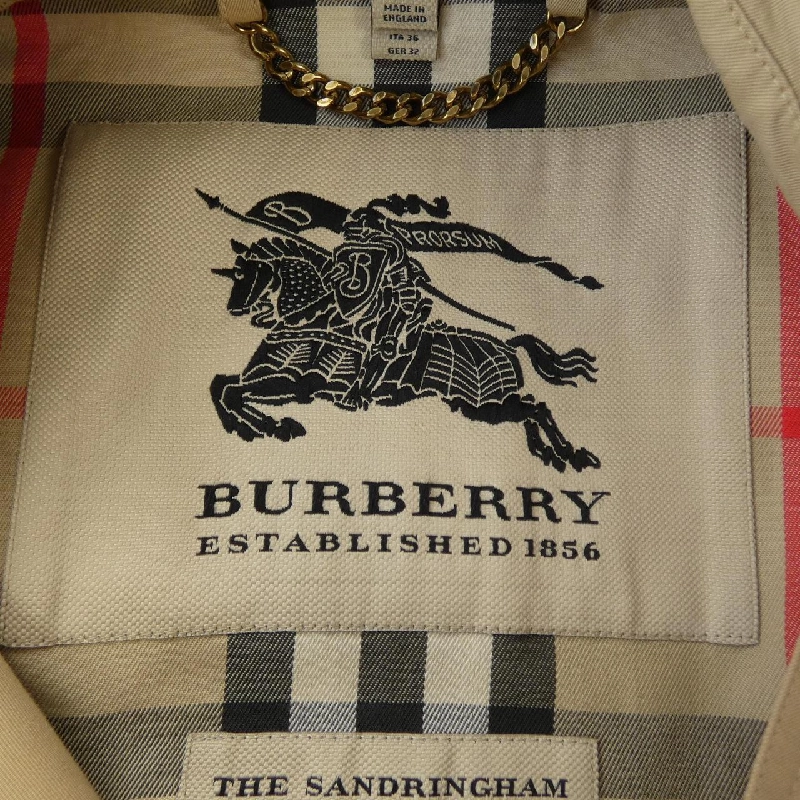 MADE IN
ENGLAND
ITA 36
GER 32
B
PRORSUM
B
BURBERRY
ESTABLISHED 1856
THE SANDRINGHAM